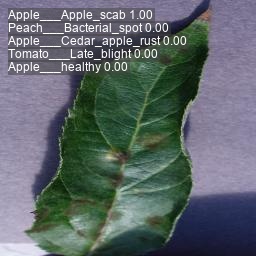 Apple___Apple_scab 1.00
Peach___Bacterial_spot 0.00
Apple___Cedar_apple_rust 0.00
Tomato___Late_blight 0.00
Apple___healthy 0.00